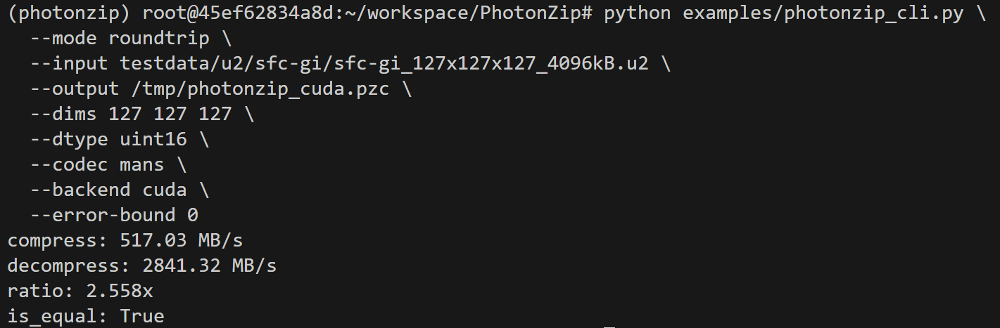 (photonzip) root@45ef62834a8d:~/workspace/PhotonZip# python examples/photonzip_cli.py \
  --mode roundtrip \
  --input testdata/u2/sfc-gi/sfc-gi_127x127x127_4096kB.u2 \
  --output /tmp/photonzip_cuda.pzc \
  --dims 127 127 127 \
  --dtype uint16 \
  --codec mans \
  --backend cuda \
  --error-bound 0
compress: 517.03 MB/s
decompress: 2841.32 MB/s
ratio: 2.558x
is_equal: True